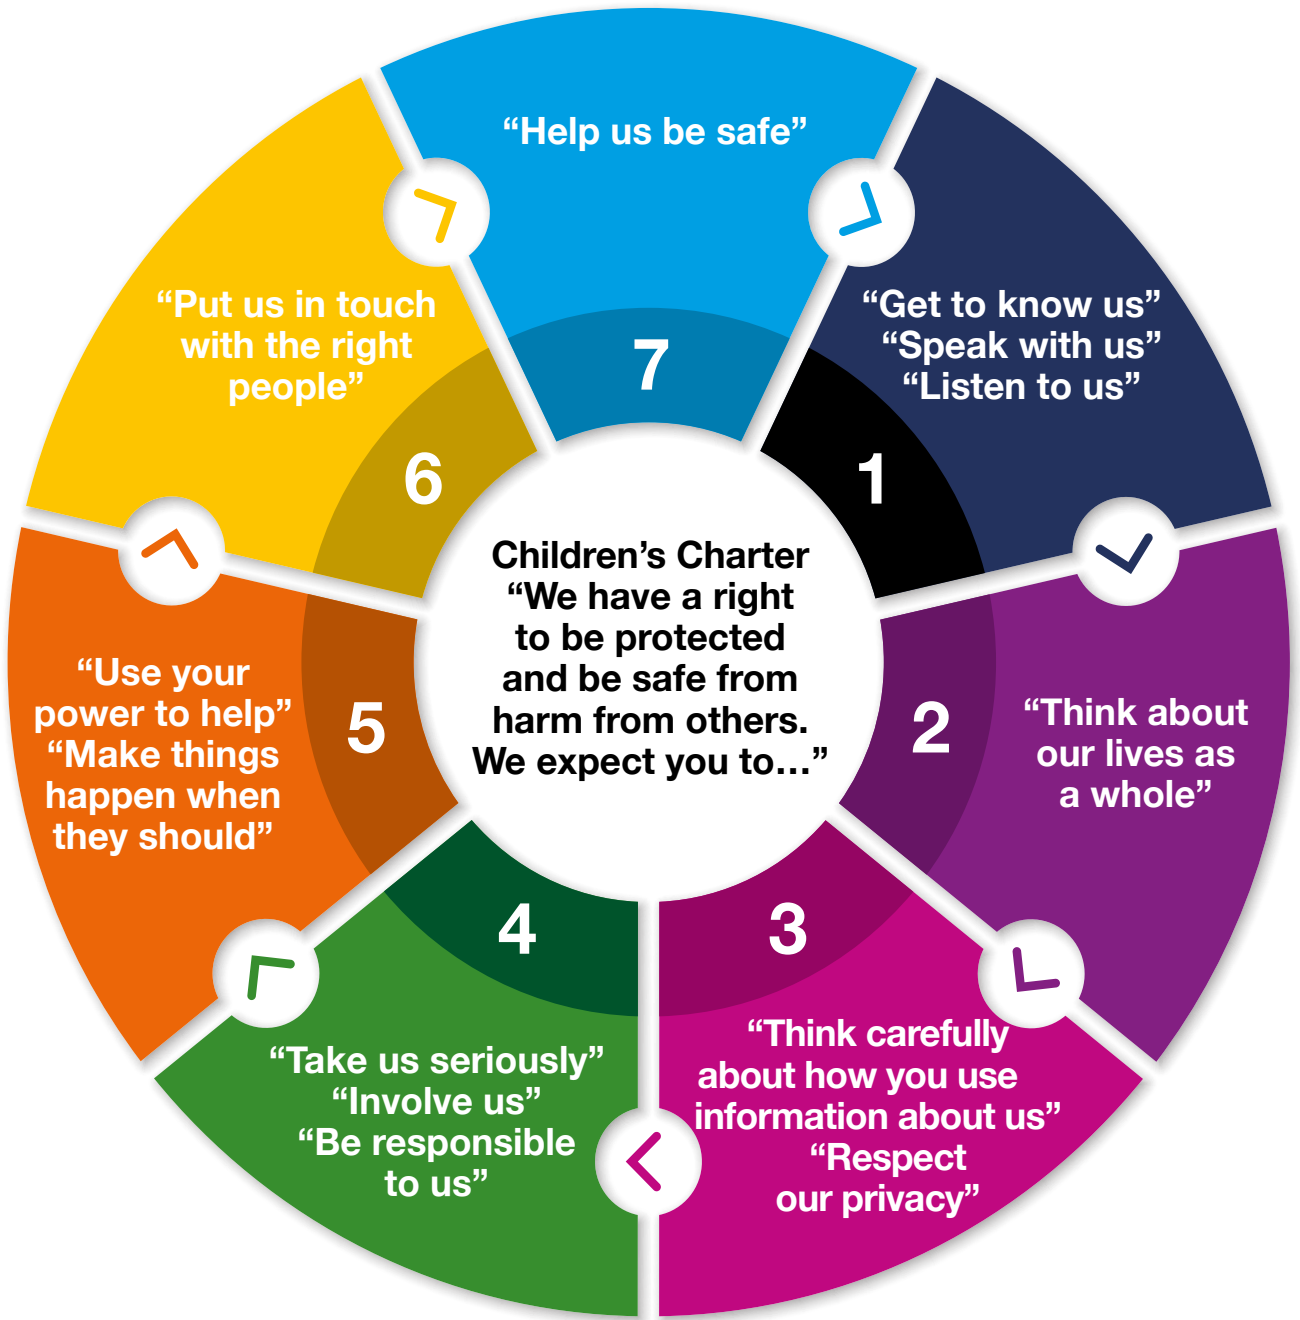 Children’s Charter
“We have a right
to be protected
and be safe from
harm from others.
We expect you to...”
1
“Get to know us”
“Speak with us”
“Listen to us”
2
“Think about
our lives as
a whole”
3
“Think carefully
about how you use
information about us”
“Respect
our privacy”
4
“Take us seriously”
“Involve us”
“Be responsible
to us”
5
“Use your
power to help”
“Make things
happen when
they should”
6
“Put us in touch
with the right
people”
7
“Help us be safe”